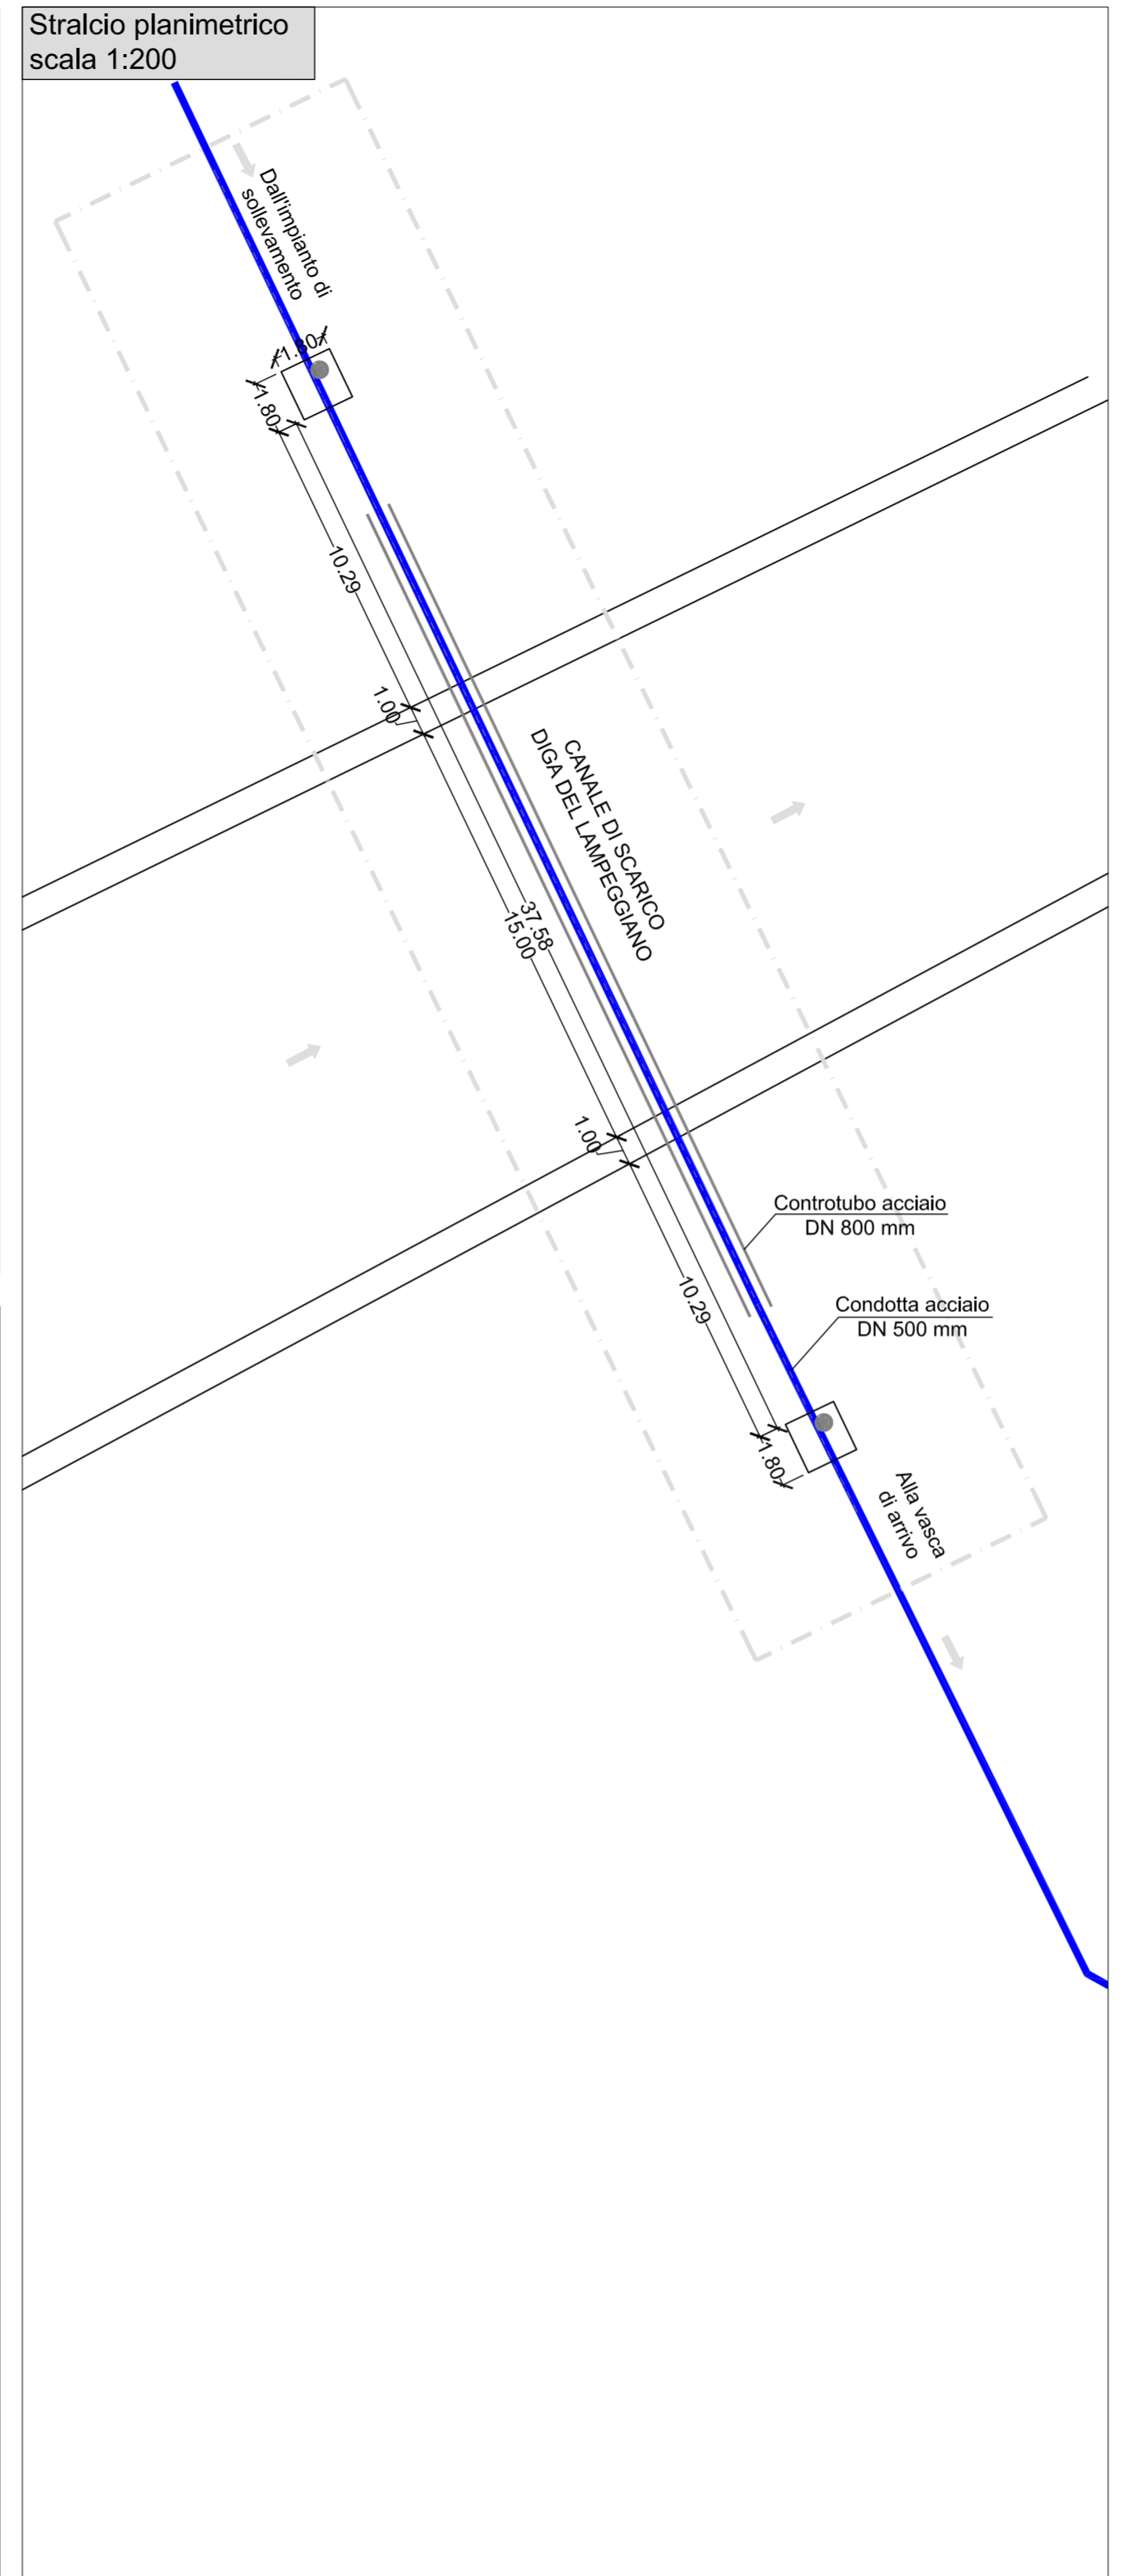 Stralcio planimetrico
scala 1:200
Dall'impianto di
sollevamento
1.80
1.80
10.29
1.00
CANALE DI SCARICO
DIGA DEL LAMPEGGIANO
37.58
15.00
1.00
Controtubo acciaio
DN 800 mm
10.29
Condotta acciaio
DN 500 mm
1.80
Alla vasca
di arrivo